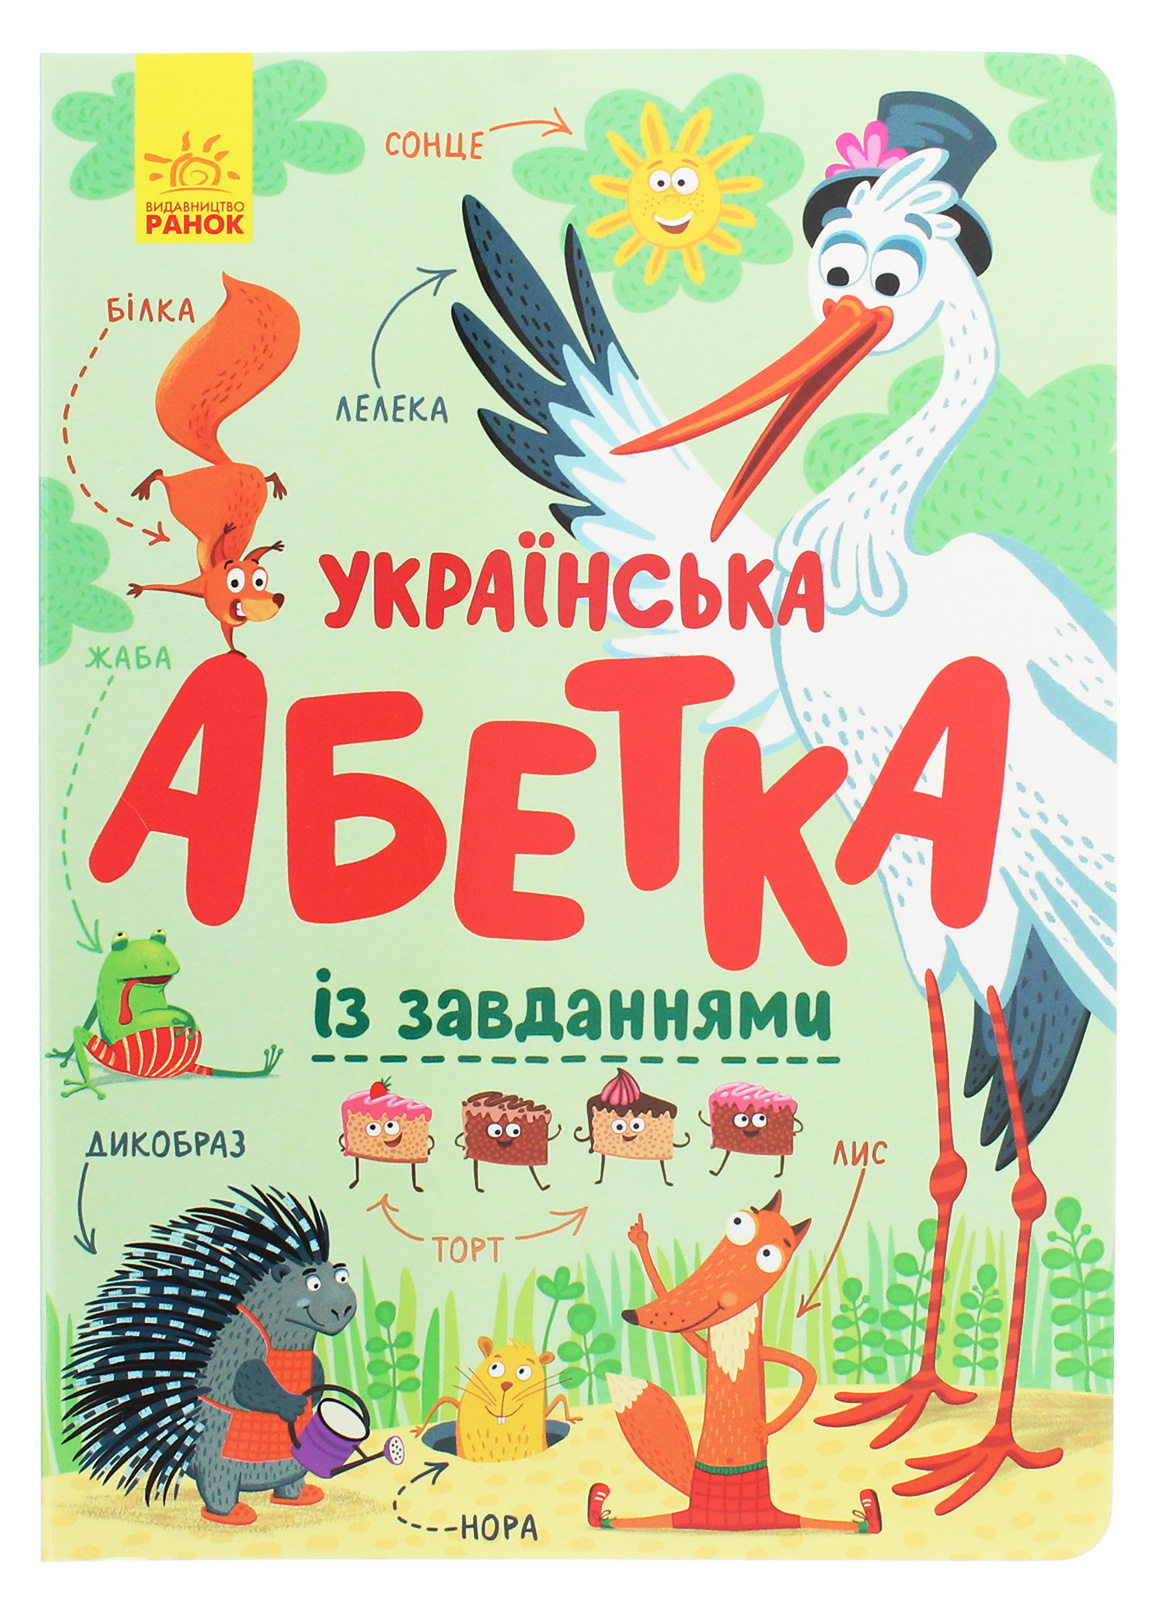 ВИДАВНИЦТВО
РАНОК
СОНЦЕ
БІЛКА
ЛЕЛЕКА
УКРАЇНСЬКА
ЖАБА
АБЕТКА
із завданнями
ДИКОБРАЗ
ЛИС
ТОРТ
НОРА